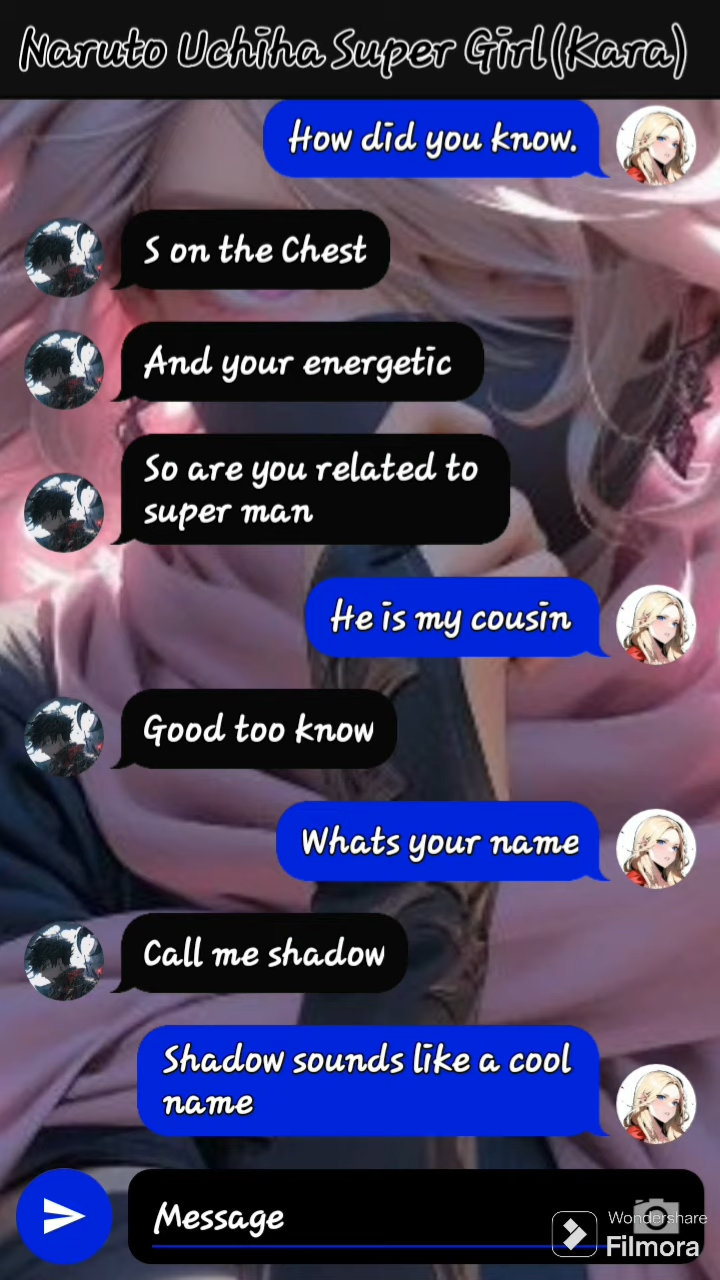 Naruto Uchiha Super Girl(Kara)
How did you know.
S on the Chest
And your energetic
So are you related to
super man
He is my cousin
Good too know
Whats your name
Call me shadow
Shadow sounds like a cool
name
Message
Wondershare
Filmora